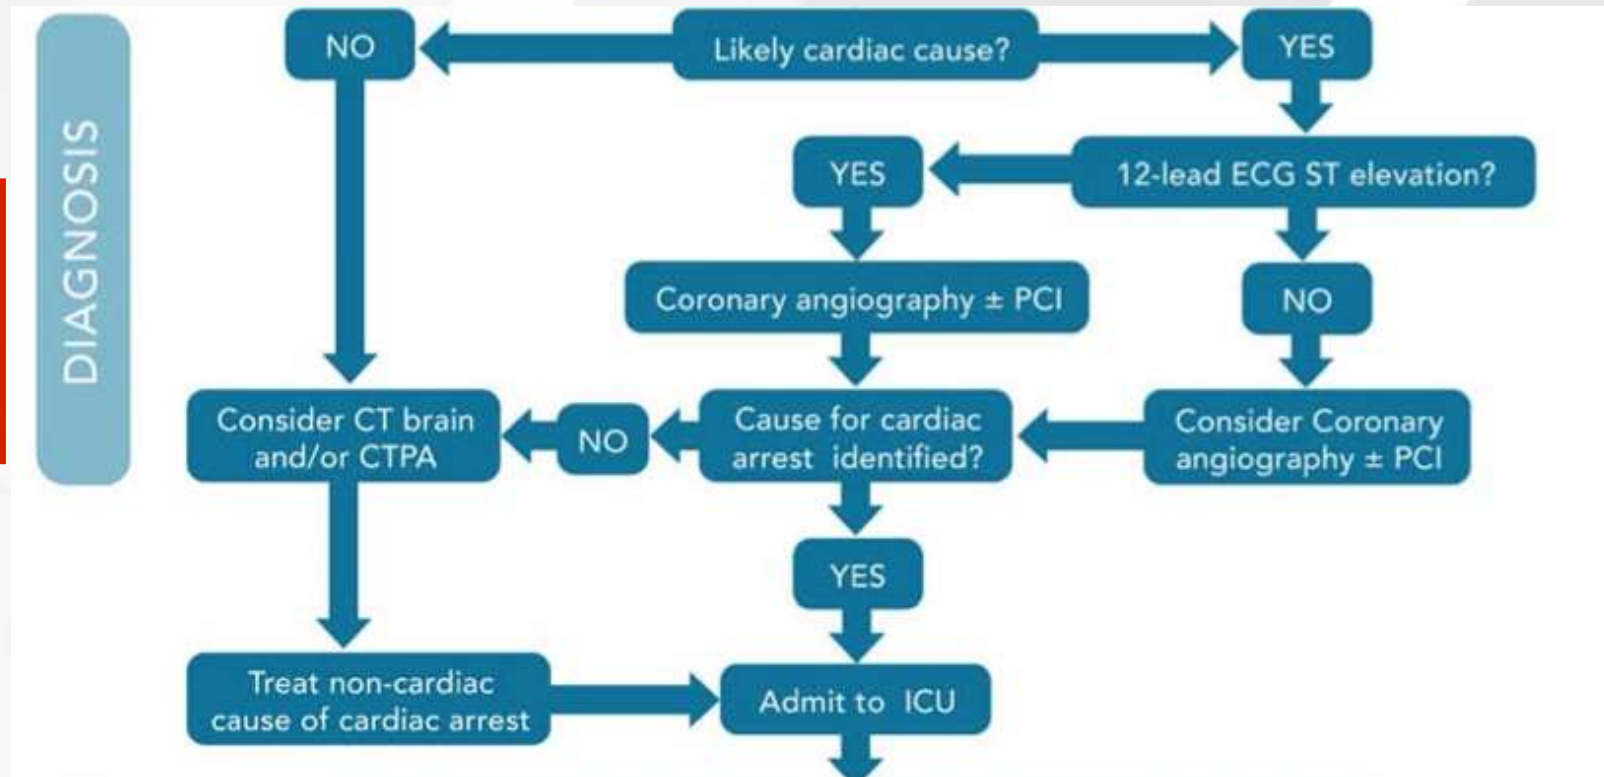 DIAGNOSIS
NO
Likely cardiac cause?
YES
YES
12-lead ECG ST elevation?
Coronary angiography ± PCI
NO
Consider CT brain
and/or CTPA
NO
Cause for cardiac
arrest identified?
Consider Coronary
angiography ± PCI
YES
Treat non-cardiac
cause of cardiac arrest
Admit to ICU